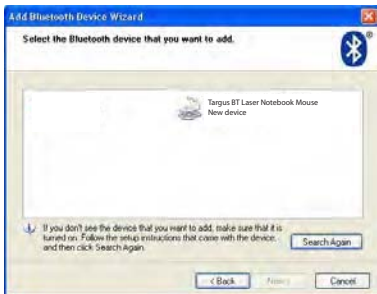 Add Bluetooth Device Wizard
Select the Bluetooth device that you want to add.
Targus BT Laser Notebook Mouse
New device
If you don't see the device that you want to add, make sure that it is
turned on. Follow the setup instructions that came with the device,
and then click Search Again.
Search Again
< Back
Next >
Cancel